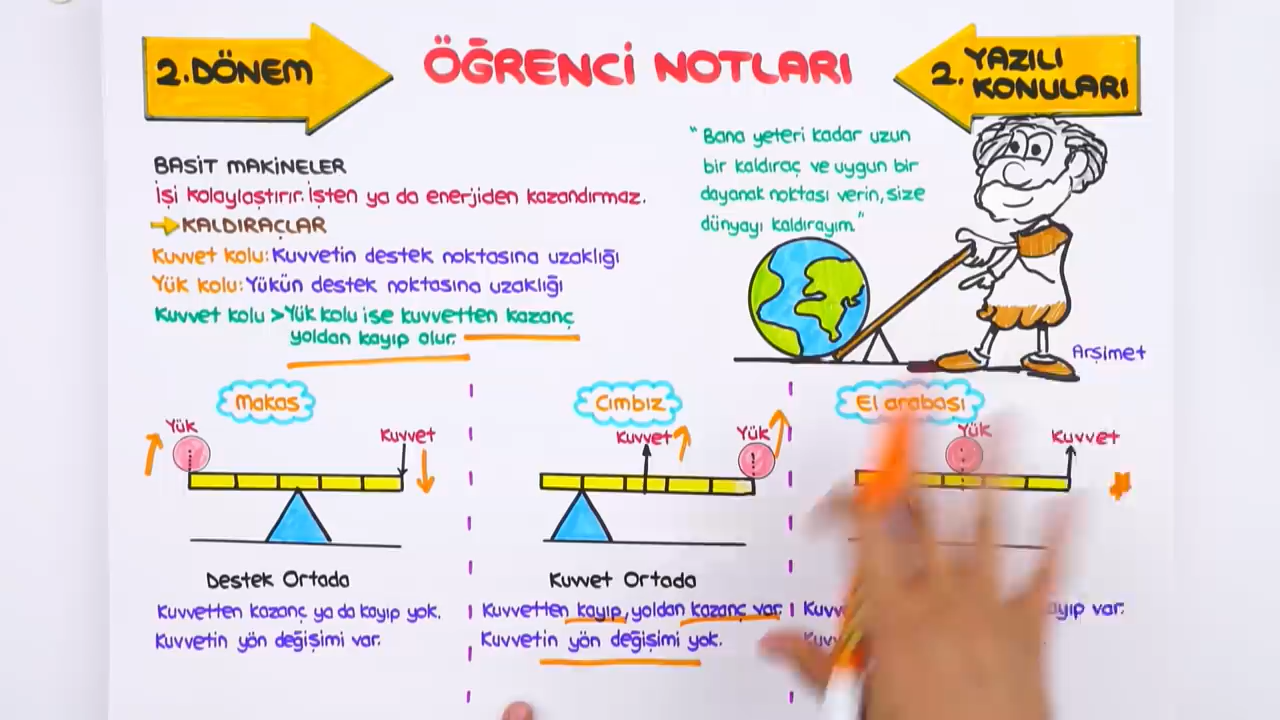 2. DÖNEM
ÖĞRENCİ NOTLARI
2. YAZILI KONULARI
BASİT MAKİNELER
İşi kolaylaştırır. İşten ya da enerjiden kazandırmaz.
KALDIRAÇLAR
Kuvvet kolu: Kuvvetin destek noktasına uzaklığı
Yük kolu: Yükün destek noktasına uzaklığı
Kuvvet kolu > Yük kolu ise kuvvetten kazanç
yoldan kayıp olur.
"Bana yeteri kadar uzun
bir kaldıraç ve uygun bir
dayanak noktası verin, size
dünyayı kaldırayım."
Arşimet
Makas
Yük
Kuvvet
Destek Ortada
Kuvvetten kazanç ya da kayıp yok.
Kuvvetin yön değişimi var.
Cımbız
Kuvvet
Yük
Kuvvet Ortada
Kuvvetten kayıp, yoldan kazanç var.
Kuvvetin yön değişimi yok.
El arabası
Yük
Kuvvet
kayıp var.